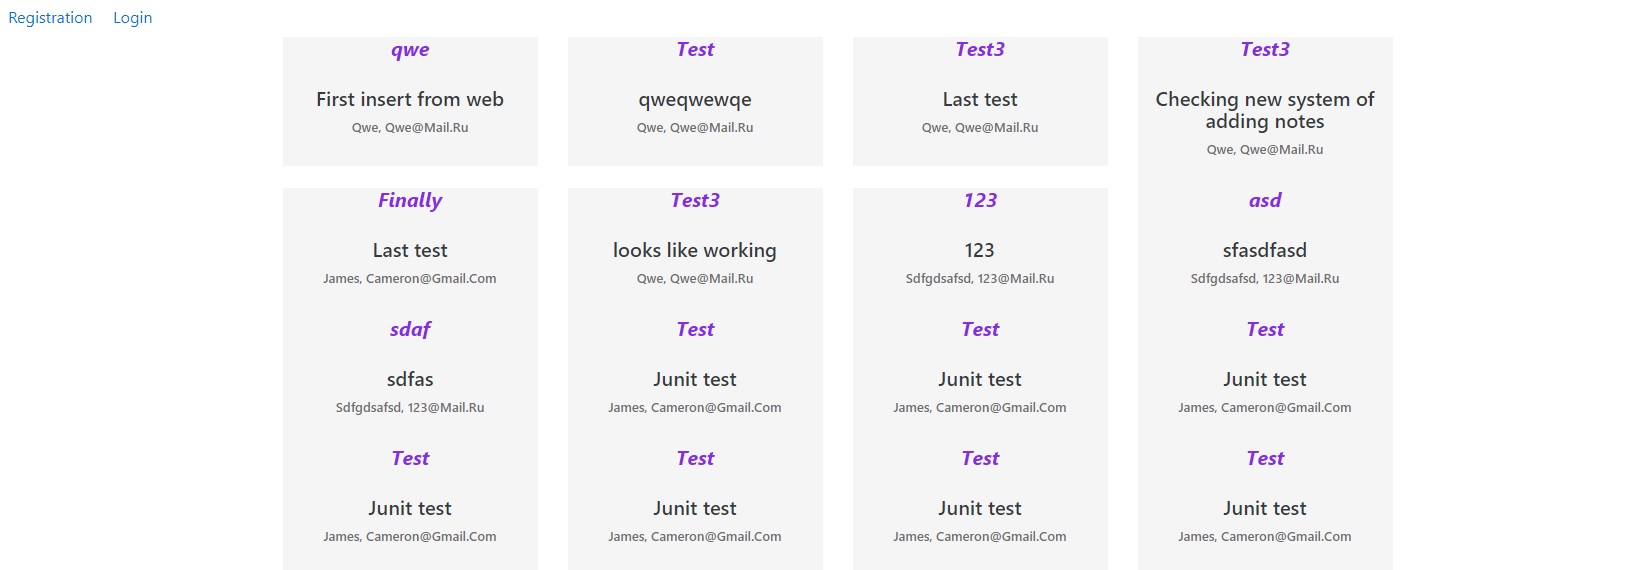 Registration Login
qwe
First insert from web
Qwe, Qwe@Mail.Ru
Test
qweqwewqe
Qwe, Qwe@Mail.Ru
Test3
Last test
Qwe, Qwe@Mail.Ru
Test3
Checking new system of
adding notes
Qwe, Qwe@Mail.Ru
Finally
Last test
James, Cameron@Gmail.Com
Test3
looks like working
Qwe, Qwe@Mail.Ru
123
123
Sdfgdsafsd, 123@Mail.Ru
asd
sfasdfasd
Sdfgdsafsd, 123@Mail.Ru
sdaf
sdfas
Sdfgdsafsd, 123@Mail.Ru
Test
Junit test
James, Cameron@Gmail.Com
Test
Junit test
James, Cameron@Gmail.Com
Test
Junit test
James, Cameron@Gmail.Com
Test
Junit test
James, Cameron@Gmail.Com
Test
Junit test
James, Cameron@Gmail.Com
Test
Junit test
James, Cameron@Gmail.Com
Test
Junit test
James, Cameron@Gmail.Com